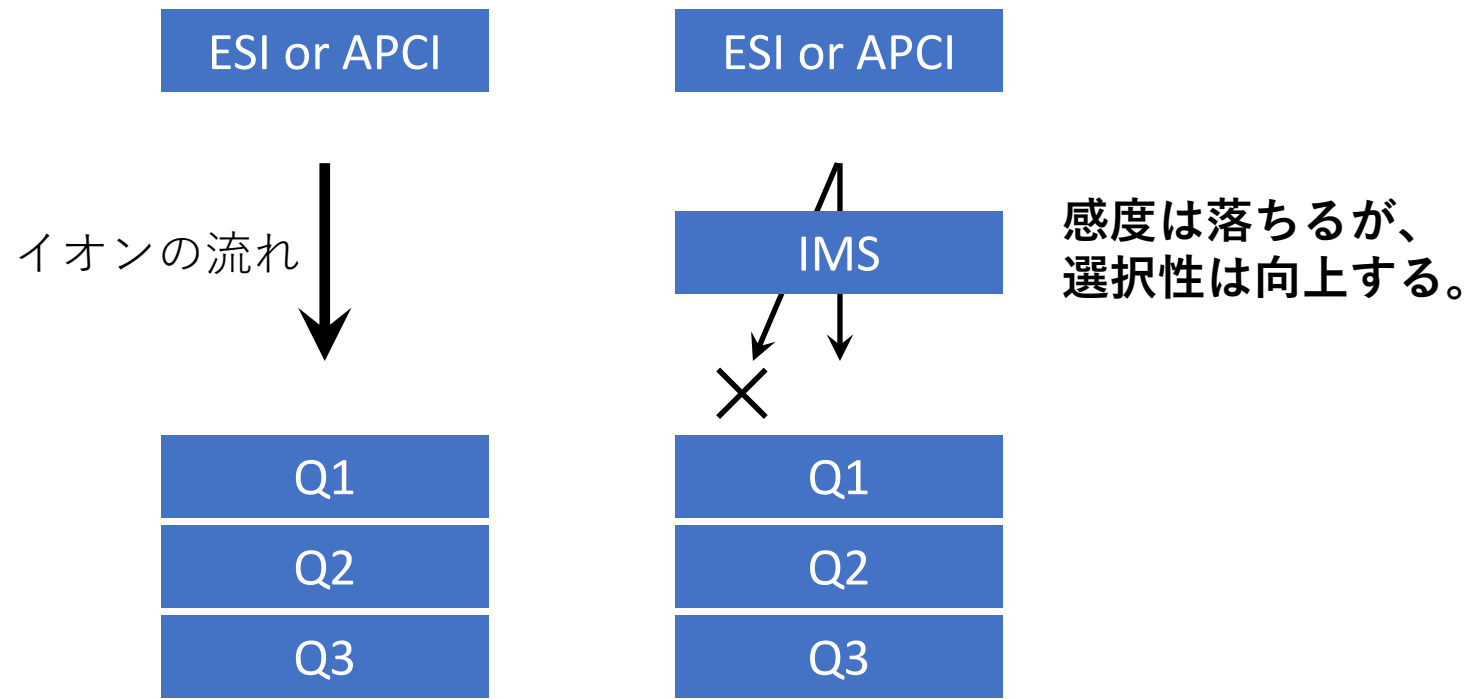 ESI or APCI
イオンの流れ
Q1
Q2
Q3
ESI or APCI
IMS
感度は落ちるが、
選択性は向上する。
Q1
Q2
Q3